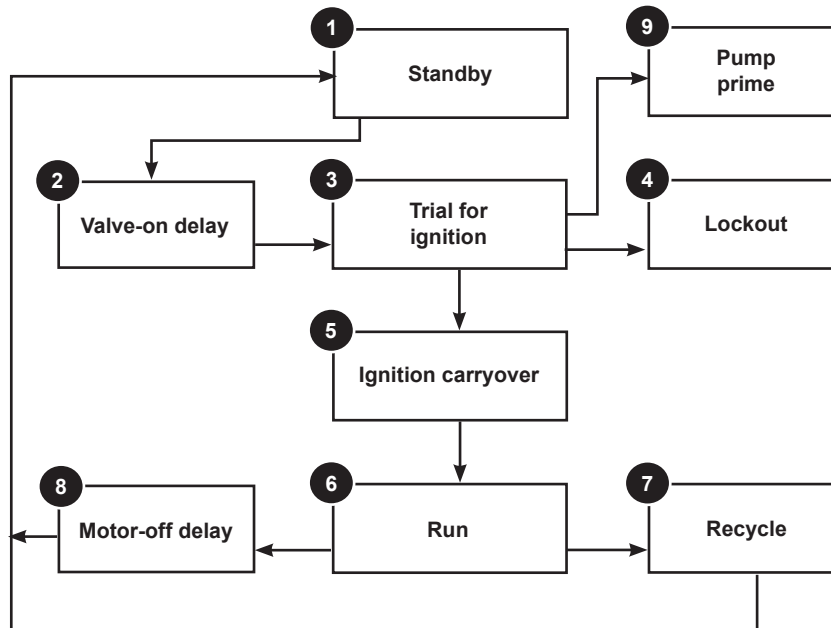 1
Standby
9
Pump
prime
2
Valve-on delay
3
Trial for
ignition
4
Lockout
5
Ignition carryover
8
Motor-off delay
6
Run
7
Recycle